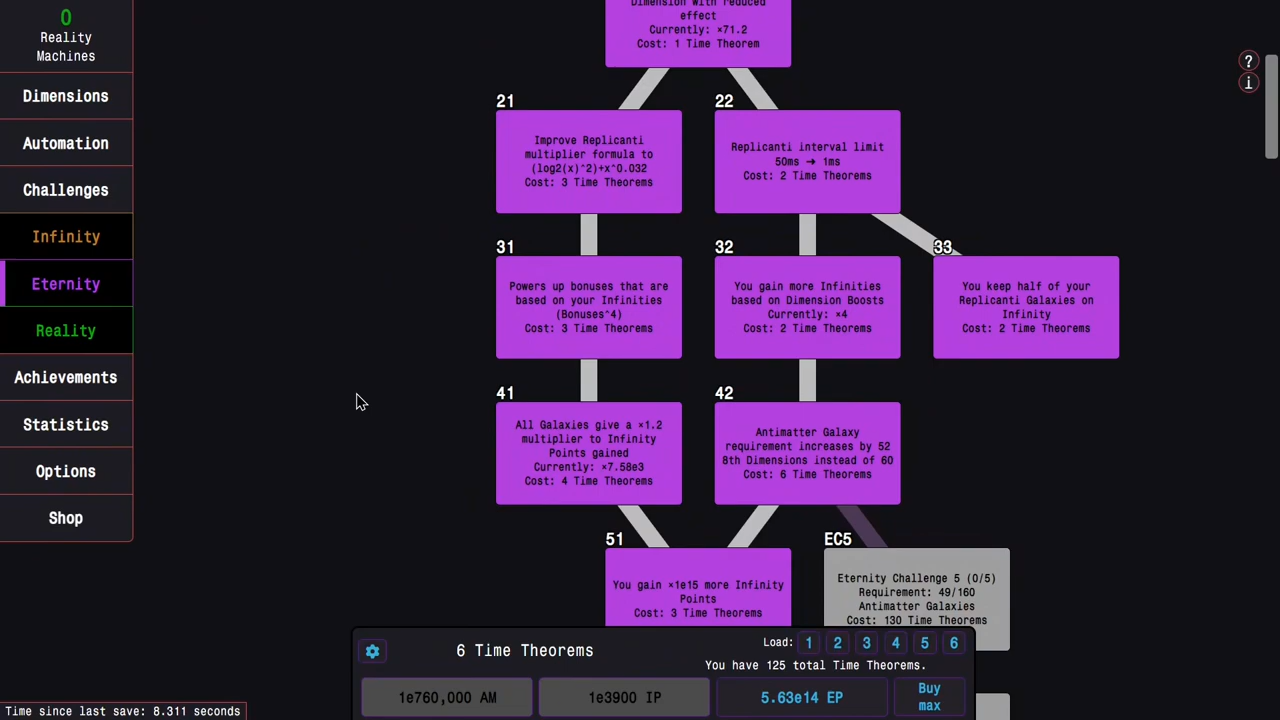 0
Reality
Machines
Dimensions
Automation
Challenges
Infinity
Eternity
Reality
Achievements
Statistics
Options
Shop
Time since last save: 8.311 seconds
?
i
Dimension with reduced
effect
Currently: ×71.2
Cost: 1 Time Theorem
21
Improve Replicanti
multiplier formula to
(log2(x)^2)+x^0.032
Cost: 3 Time Theorems
22
Replicanti interval limit
50ms → 1ms
Cost: 2 Time Theorems
31
Powers up bonuses that are
based on your Infinities
(Bonuses^4)
Cost: 3 Time Theorems
32
You gain more Infinities
based on Dimension Boosts
Currently: ×4
Cost: 2 Time Theorems
33
You keep half of your
Replicanti Galaxies on
Infinity
Cost: 2 Time Theorems
41
All Galaxies give a ×1.2
multiplier to Infinity
Points gained
Currently: ×7.58e3
Cost: 4 Time Theorems
42
Antimatter Galaxy
requirement increases by 52
8th Dimensions instead of 60
Cost: 6 Time Theorems
51
You gain ×1e15 more Infinity
Points
Cost: 3 Time Theorems
EC5
Eternity Challenge 5 (0/5)
Requirement: 49/160
Antimatter Galaxies
Cost: 130 Time Theorems
6 Time Theorems
Load: 1 2 3 4 5 6
You have 125 total Time Theorems.
1e760,000 AM
1e3900 IP
5.63e14 EP
Buy
max